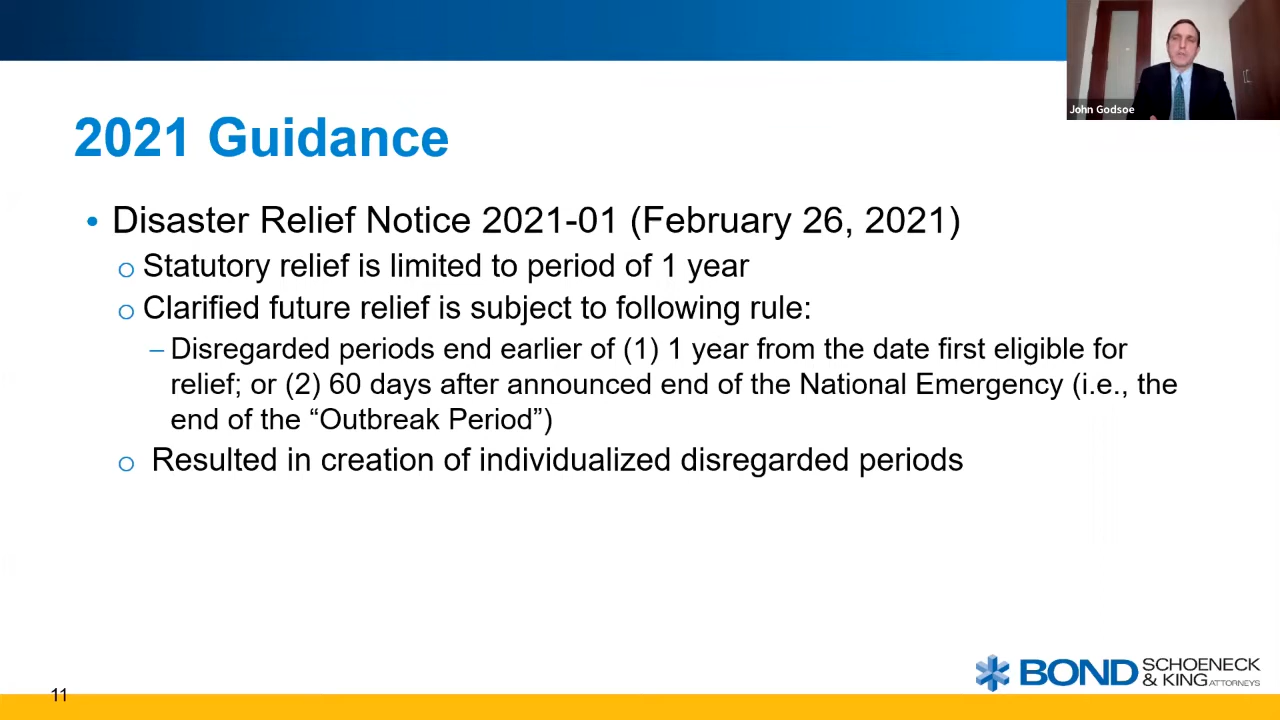 John Godsoe
2021 Guidance
• Disaster Relief Notice 2021-01 (February 26, 2021)
o Statutory relief is limited to period of 1 year
o Clarified future relief is subject to following rule:
– Disregarded periods end earlier of (1) 1 year from the date first eligible for
relief; or (2) 60 days after announced end of the National Emergency (i.e., the
end of the “Outbreak Period”)
o Resulted in creation of individualized disregarded periods
BOND SCHOENECK
& KING ATTORNEYS
11